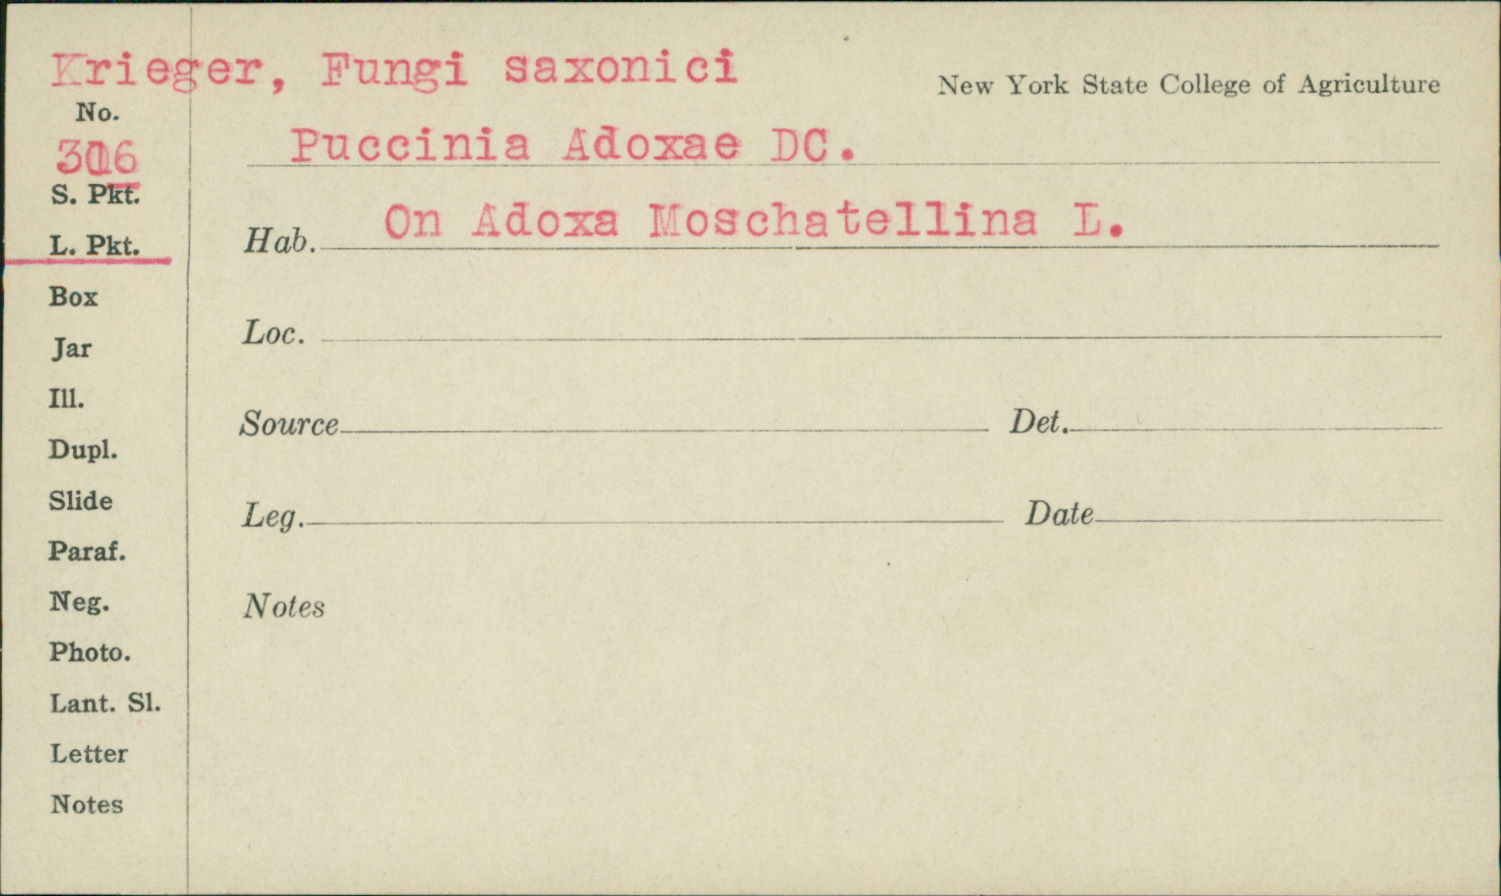 Krieger, Fungi saxonici
New York State College of Agriculture
No.
Puccinia Adoxae DC.
S. Pkt.
On Adoxa Moschatellina L.
Hab.
L. Pkt.
Box
Loc.
Jar
Ill.
Source
Det.
Dupl.
Slide
Leg.
Date
Paraf.
Neg.
Notes
Photo.
Lant. Sl.
Letter
Notes